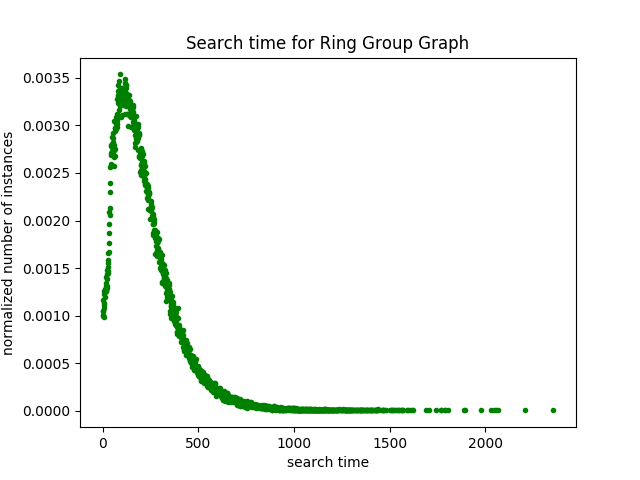 Search time for Ring Group Graph
normalized number of instances
0.0035
0.0030
0.0025
0.0020
0.0015
0.0010
0.0005
0.0000
0 500 1000 1500 2000
search time